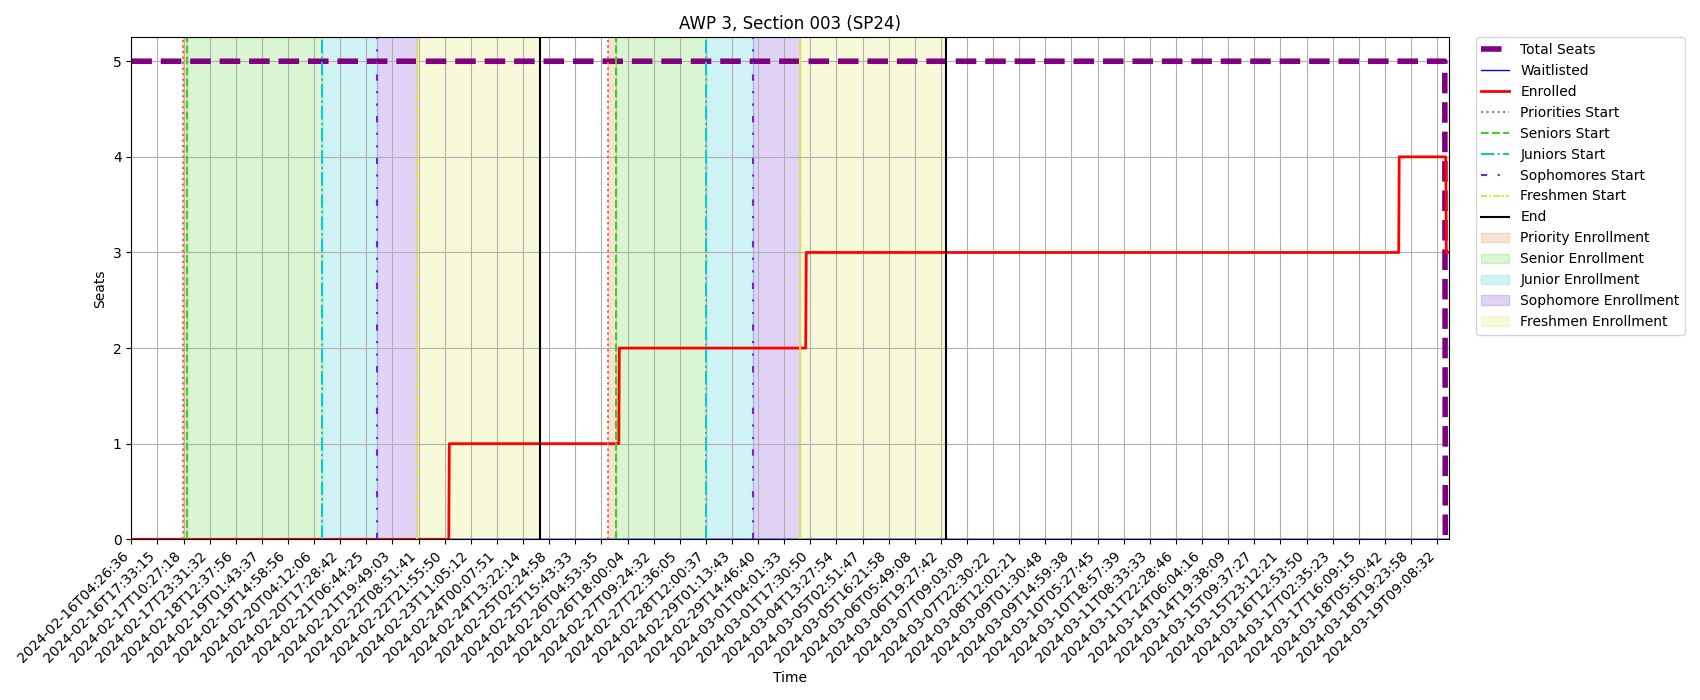 AWP 3, Section 003 (SP24)
Seats
5
4
3
2
1
0
Total Seats
Waitlisted
Enrolled
Priorities Start
Seniors Start
Juniors Start
Sophomores Start
Freshmen Start
End
Priority Enrollment
Senior Enrollment
Junior Enrollment
Sophomore Enrollment
Freshmen Enrollment
2024-02-16T04:26:36
2024-02-16T17:33:15
2024-02-17T10:27:18
2024-02-17T23:31:32
2024-02-18T12:37:56
2024-02-19T01:43:37
2024-02-19T14:58:56
2024-02-20T04:12:06
2024-02-20T17:28:42
2024-02-21T06:44:25
2024-02-21T19:49:03
2024-02-22T08:51:41
2024-02-22T21:55:50
2024-02-23T11:05:12
2024-02-24T00:07:51
2024-02-24T13:22:14
2024-02-25T02:24:58
2024-02-25T15:43:33
2024-02-26T04:53:35
2024-02-26T18:00:04
2024-02-27T09:24:32
2024-02-27T22:36:05
2024-02-28T12:00:37
2024-02-29T01:13:43
2024-02-29T14:46:40
2024-03-01T04:01:33
2024-03-01T17:30:50
2024-03-04T13:27:54
2024-03-05T02:51:47
2024-03-05T16:21:58
2024-03-06T05:49:08
2024-03-06T19:27:42
2024-03-07T09:03:09
2024-03-07T22:30:22
2024-03-08T12:02:21
2024-03-09T01:30:48
2024-03-09T14:59:38
2024-03-10T05:27:45
2024-03-10T18:57:39
2024-03-11T08:33:33
2024-03-11T22:28:46
2024-03-14T06:04:16
2024-03-14T19:38:09
2024-03-15T09:37:27
2024-03-15T23:12:21
2024-03-16T12:53:50
2024-03-17T02:35:23
2024-03-17T16:09:15
2024-03-18T05:50:42
2024-03-18T19:23:58
2024-03-19T09:08:32
Time